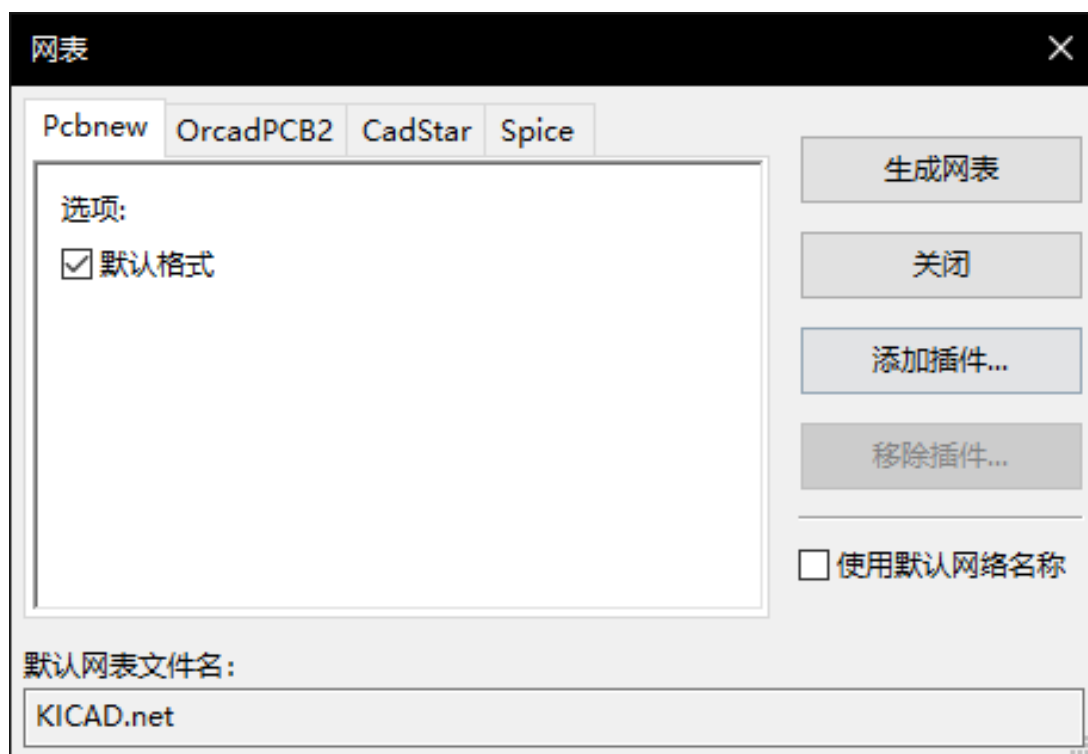 网表
Pcbnew OrcadPCB2 CadStar Spice
选项:
默认格式
生成网表
关闭
添加插件...
移除插件...
使用默认网络名称
默认网表文件名:
KICAD.net